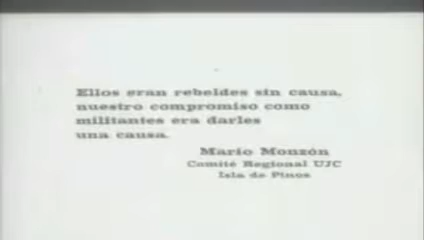 Ellos eran rebeldes sin causa,
nuestro compromiso como
militantes era darles
una causa.
Mario Monzón
Comité Regional UJC
Isla de Pinos